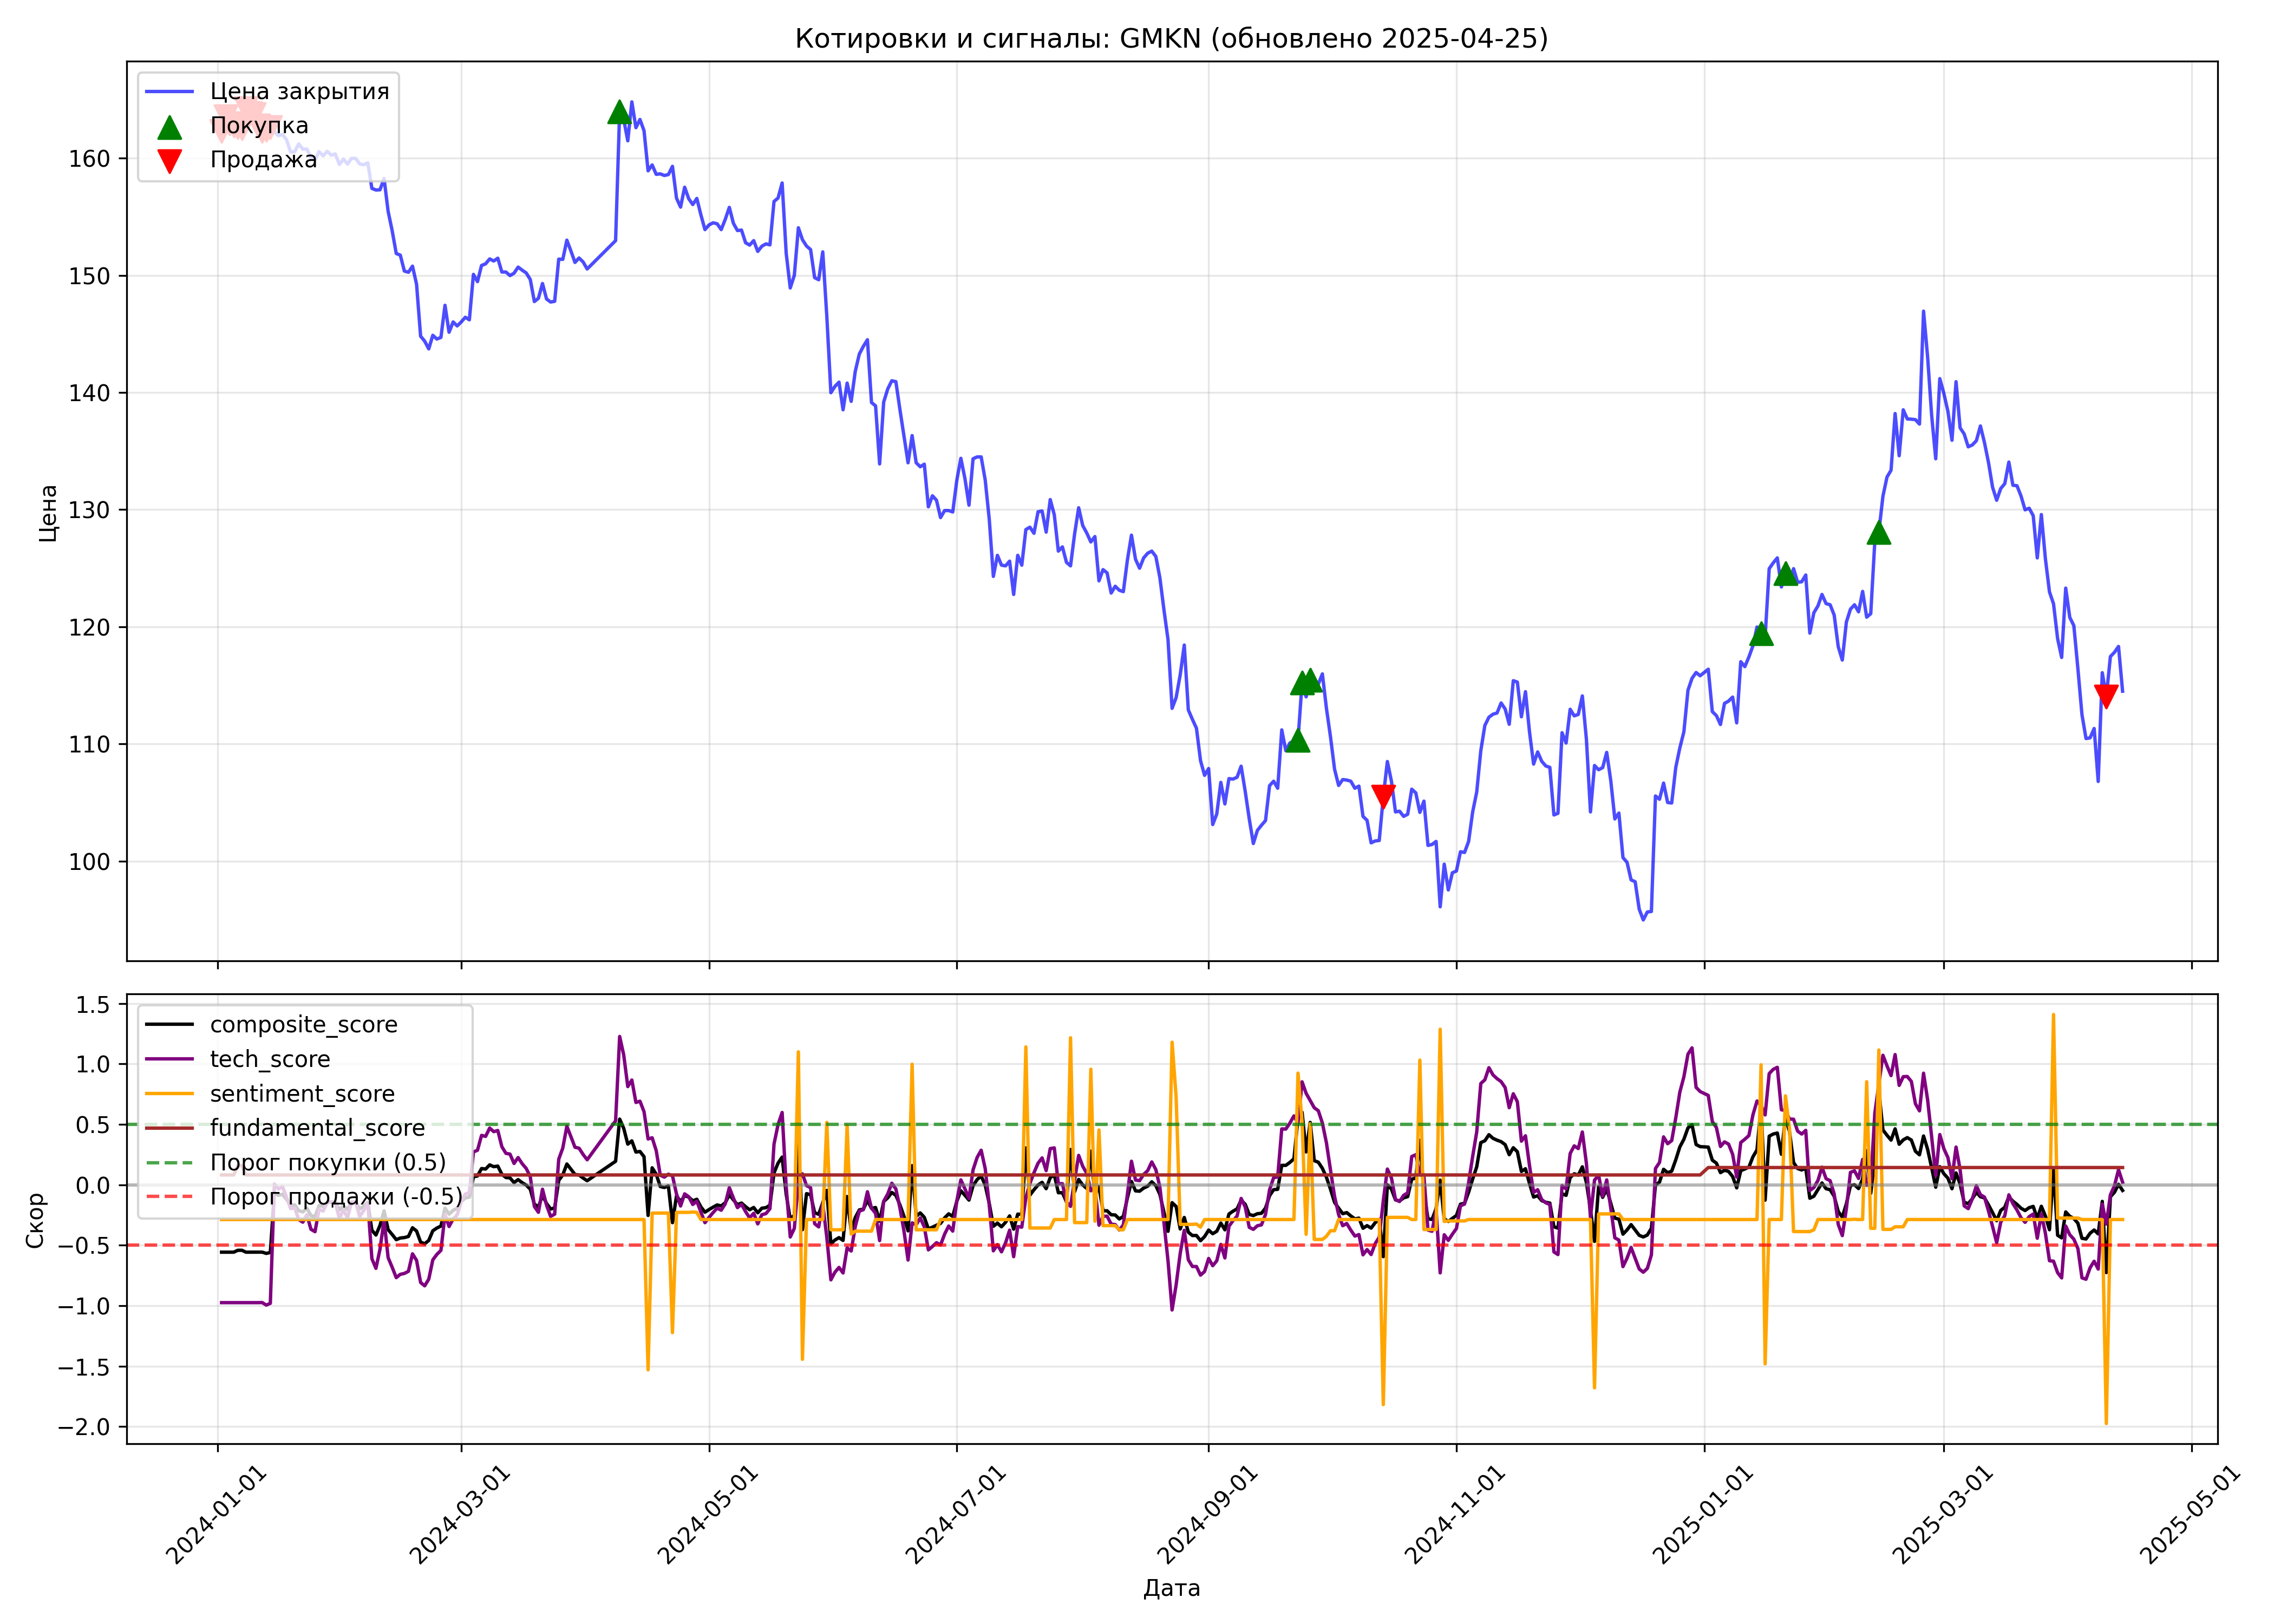 Котировки и сигналы: GMKN (обновлено 2025-04-25)
Цена закрытия
Покупка
Продажа
Цена
160
150
140
130
120
110
100
composite_score
tech_score
sentiment_score
fundamental_score
Порог покупки (0.5)
Порог продажи (-0.5)
Скор
1.5
1.0
0.5
0.0
−0.5
−1.0
−1.5
−2.0
2024-01-01
2024-03-01
2024-05-01
2024-07-01
2024-09-01
2024-11-01
2025-01-01
2025-03-01
2025-05-01
Дата